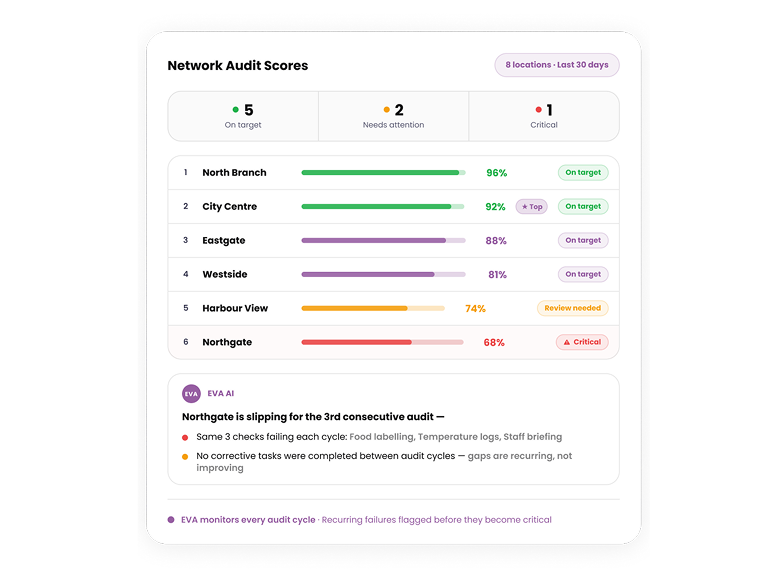 Network Audit Scores
8 locations · Last 30 days
5
On target
2
Needs attention
1
Critical
1 North Branch 96% On target
2 City Centre 92% ★ Top On target
3 Eastgate 88% On target
4 Westside 81% On target
5 Harbour View 74% Review needed
6 Northgate 68% Critical
EVA EVA AI
Northgate is slipping for the 3rd consecutive audit —
Same 3 checks failing each cycle: Food labelling, Temperature logs, Staff briefing
No corrective tasks were completed between audit cycles — gaps are recurring, not
improving
EVA monitors every audit cycle · Recurring failures flagged before they become critical